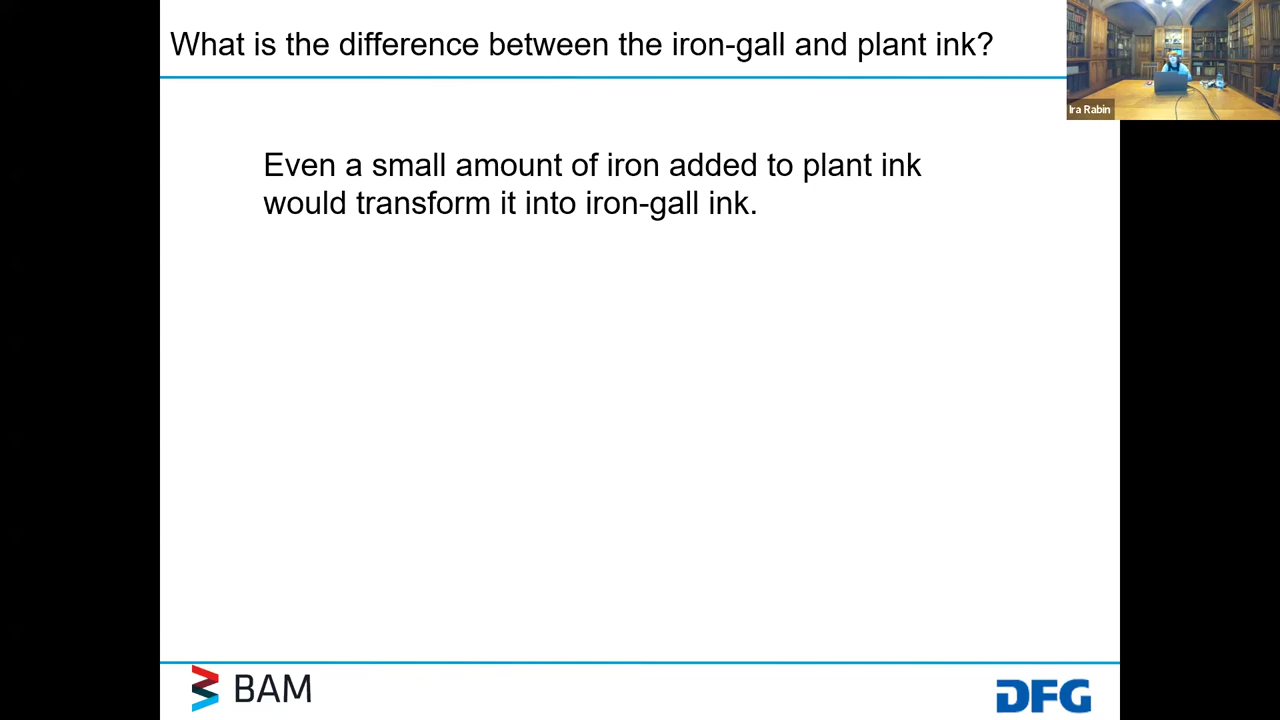 What is the difference between the iron-gall and plant ink?
Ira Rabin
Even a small amount of iron added to plant ink
would transform it into iron-gall ink.
BAM
DFG